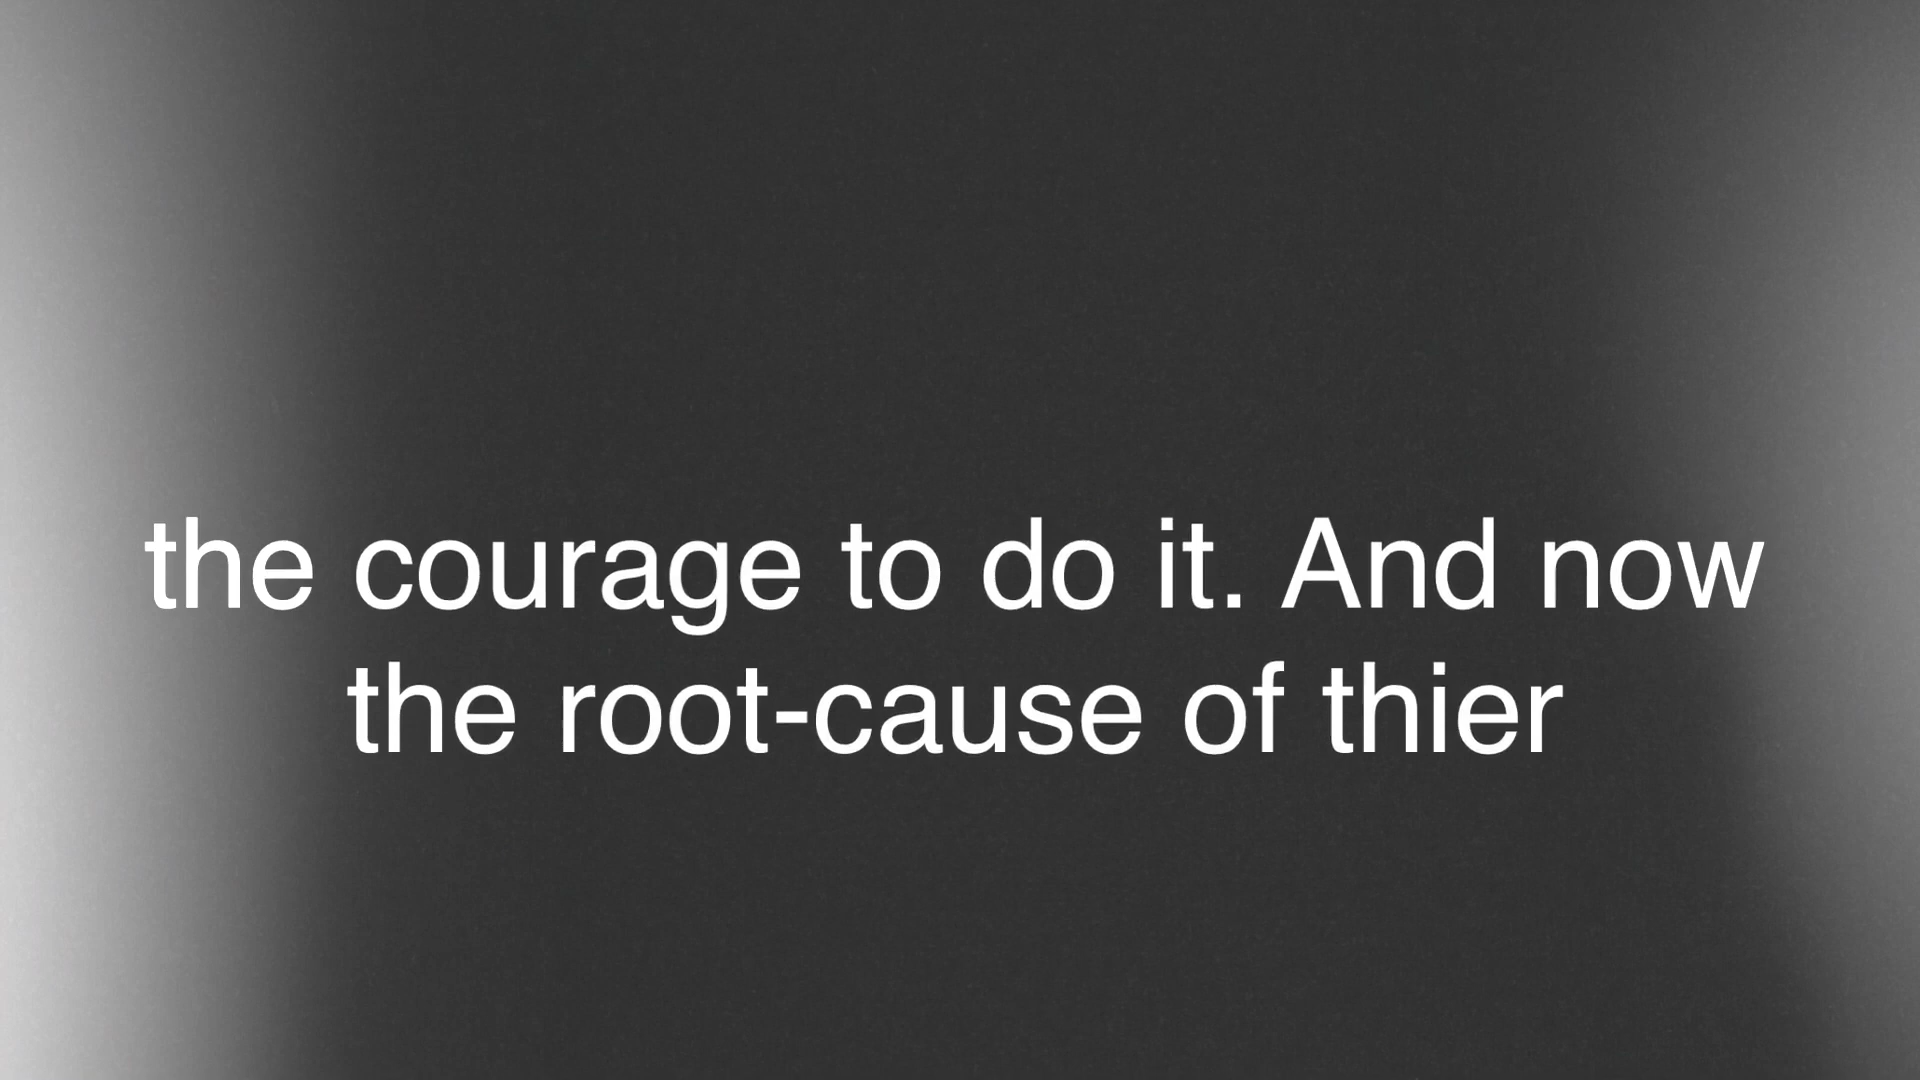 the courage to do it. And now
the root-cause of thier